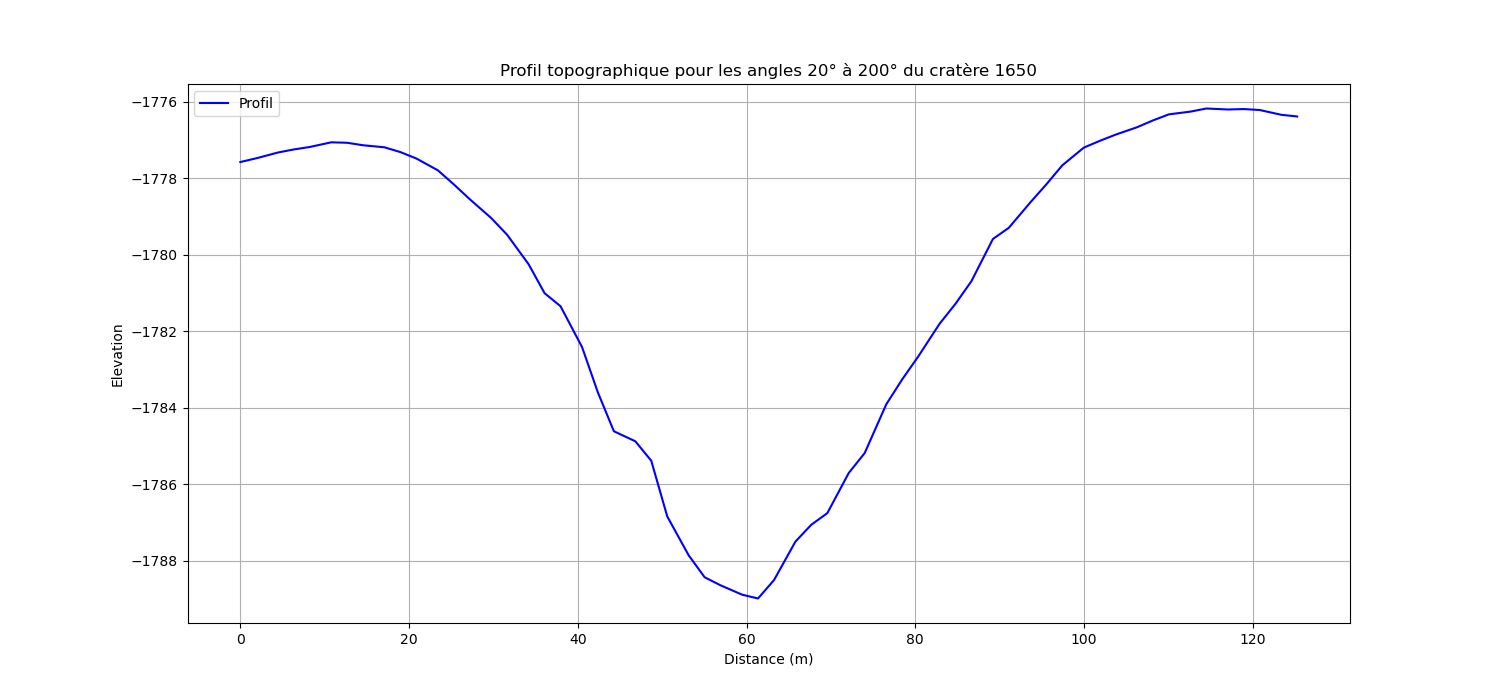 Profil topographique pour les angles 20° à 200° du cratère 1650
Profil
−1776
−1778
−1780
−1782
−1784
−1786
−1788
Elevation
0 20 40 60 80 100 120
Distance (m)